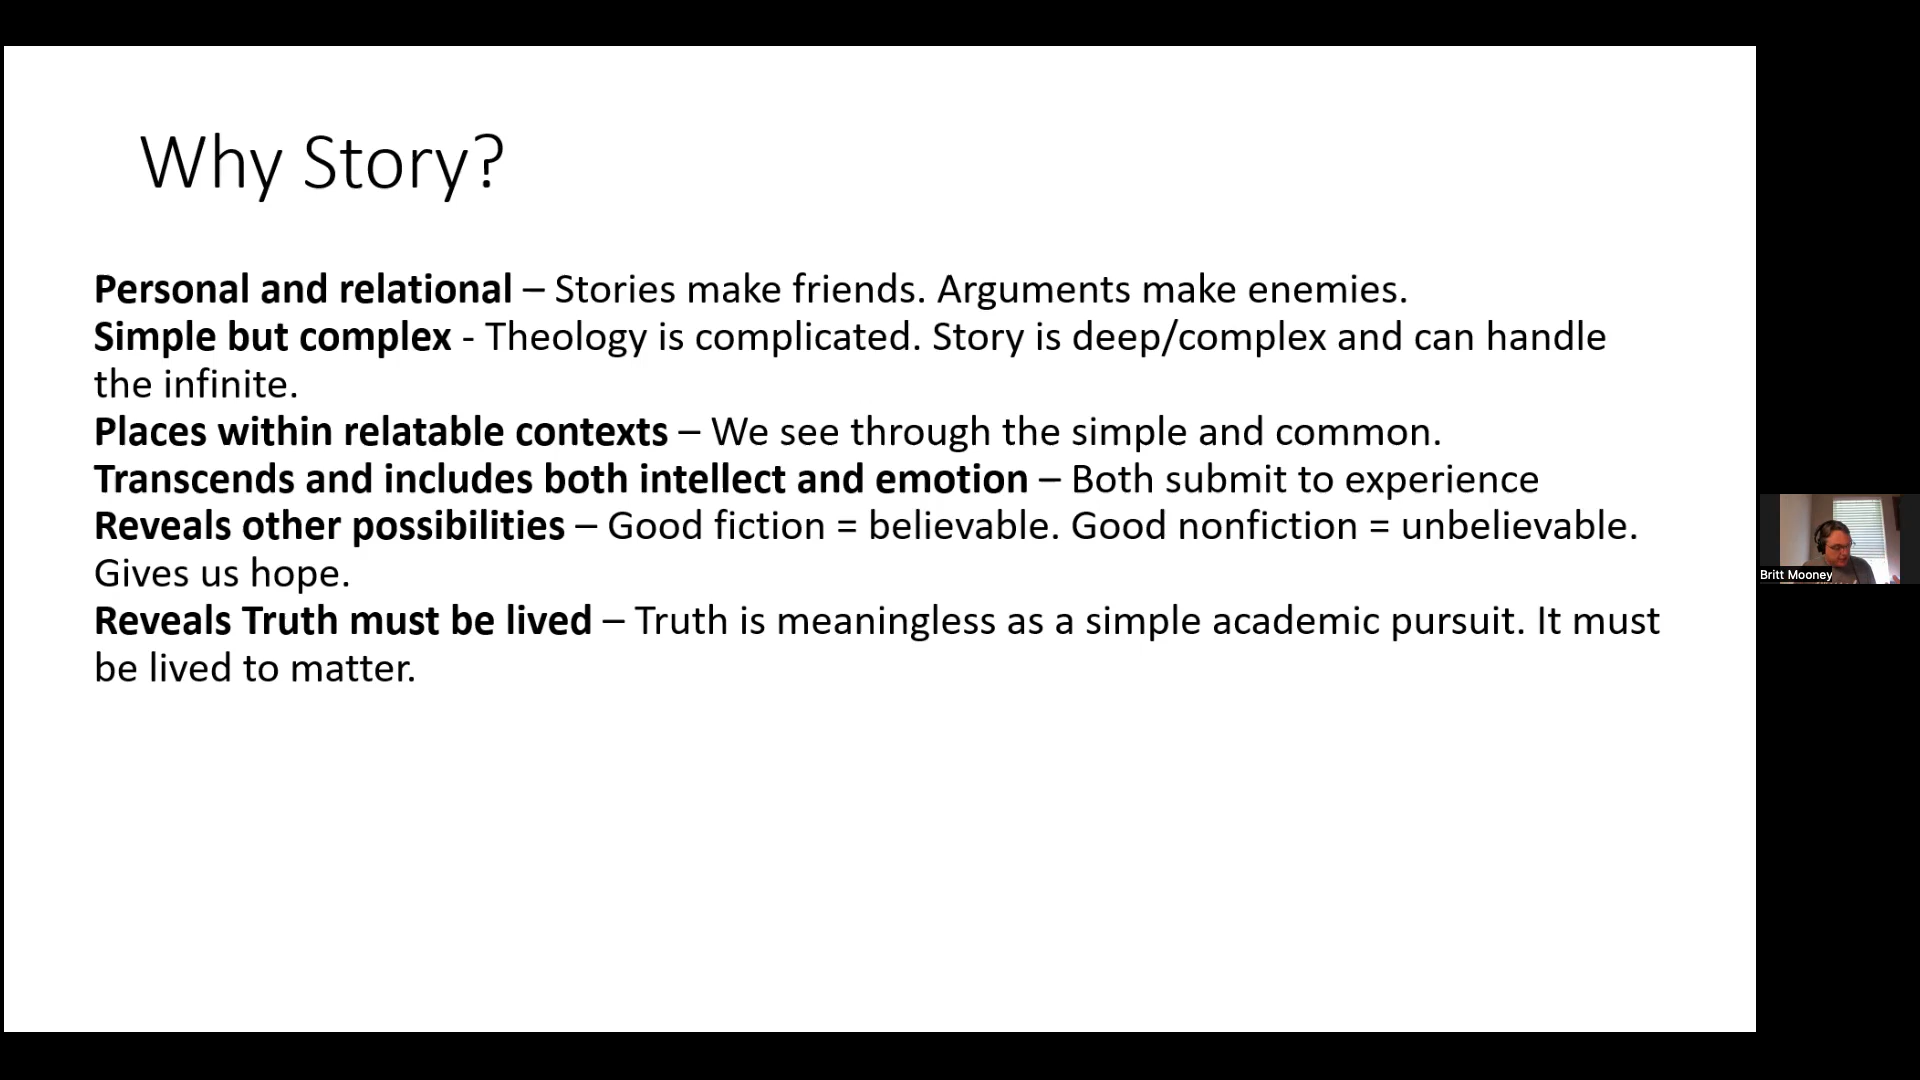 Why Story?
Personal and relational – Stories make friends. Arguments make enemies.
Simple but complex - Theology is complicated. Story is deep/complex and can handle
the infinite.
Places within relatable contexts – We see through the simple and common.
Transcends and includes both intellect and emotion – Both submit to experience
Reveals other possibilities – Good fiction = believable. Good nonfiction = unbelievable.
Gives us hope.
Reveals Truth must be lived – Truth is meaningless as a simple academic pursuit. It must
be lived to matter.
Britt Mooney